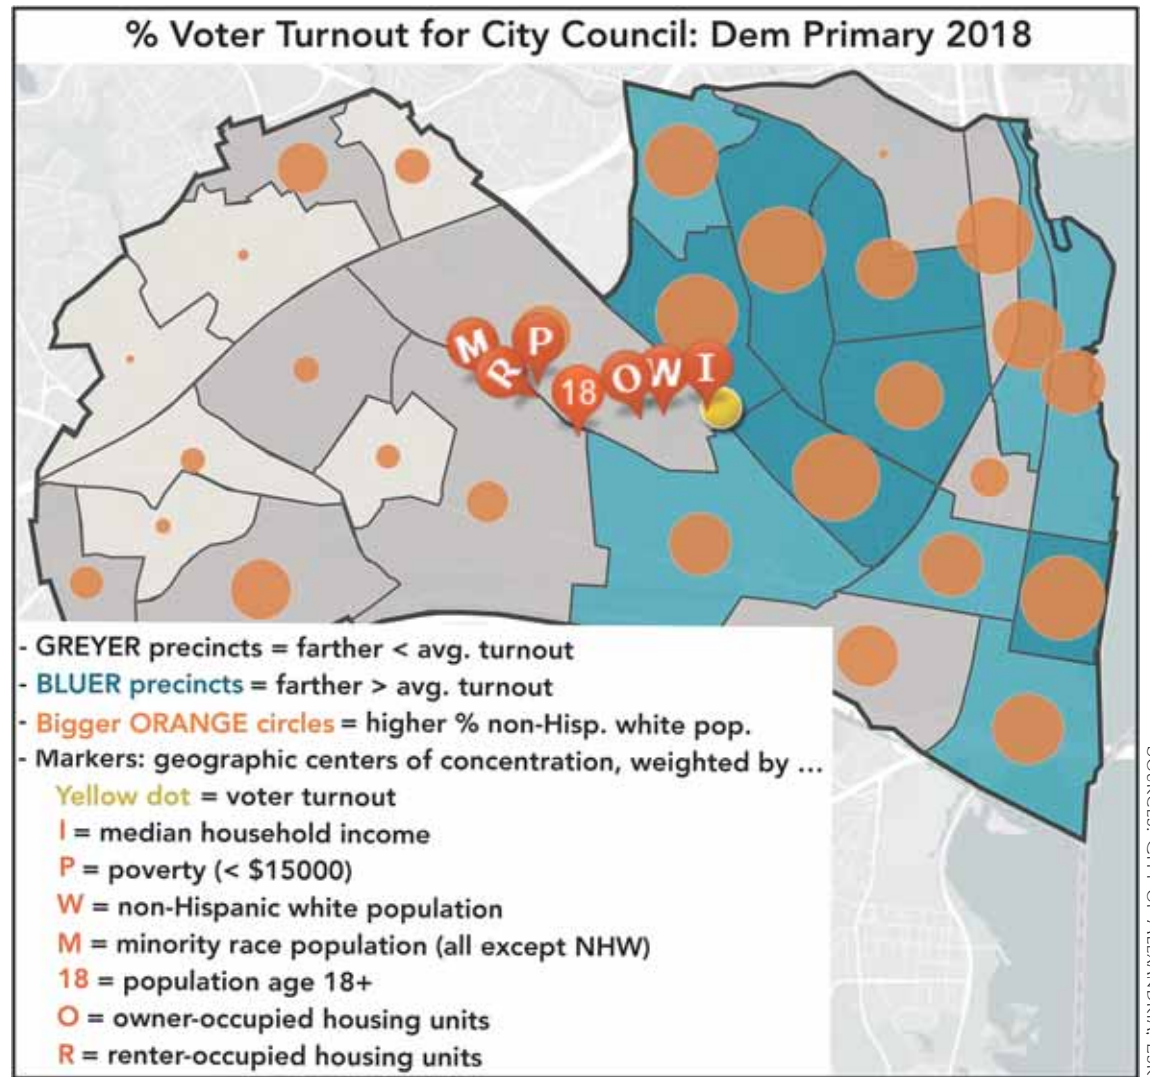 % Voter Turnout for City Council: Dem Primary 2018
M
R
P
18
O
W
I
- GREYER precincts = farther < avg. turnout
- BLUER precincts = farther > avg. turnout
- Bigger ORANGE circles = higher % non-Hisp. white pop.
- Markers: geographic centers of concentration, weighted by ...
Yellow dot = voter turnout
I = median household income
P = poverty (< $15000)
W = non-Hispanic white population
M = minority race population (all except NHW)
18 = population age 18+
O = owner-occupied housing units
R = renter-occupied housing units